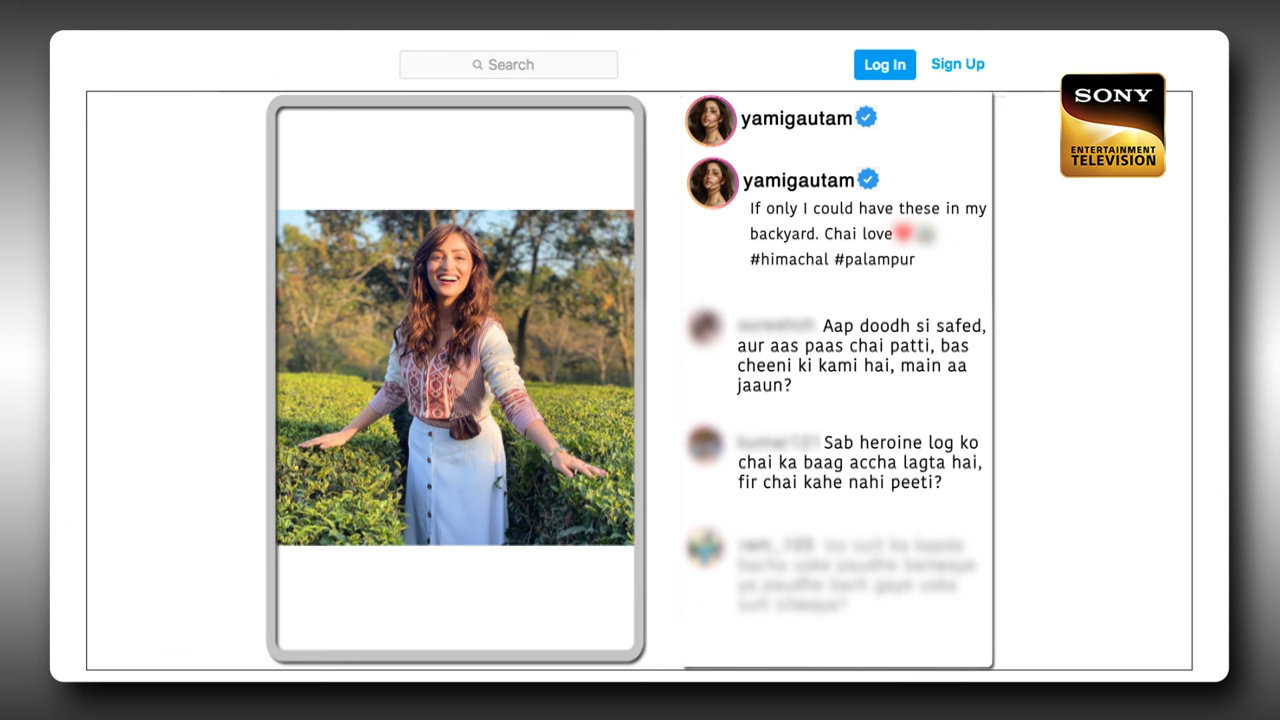 Search
Log In
Sign Up
SONY
ENTERTAINMENT
TELEVISION
yamigautam
yamigautam
If only I could have these in my
backyard. Chai love
#himachal #palampur
Aap doodh si safed,
aur aas paas chai patti, bas
cheeni ki kami hai, main aa
jaaun?
Sab heroine log ko
chai ka baag accha lagta hai,
fir chai kahe nahi peeti?